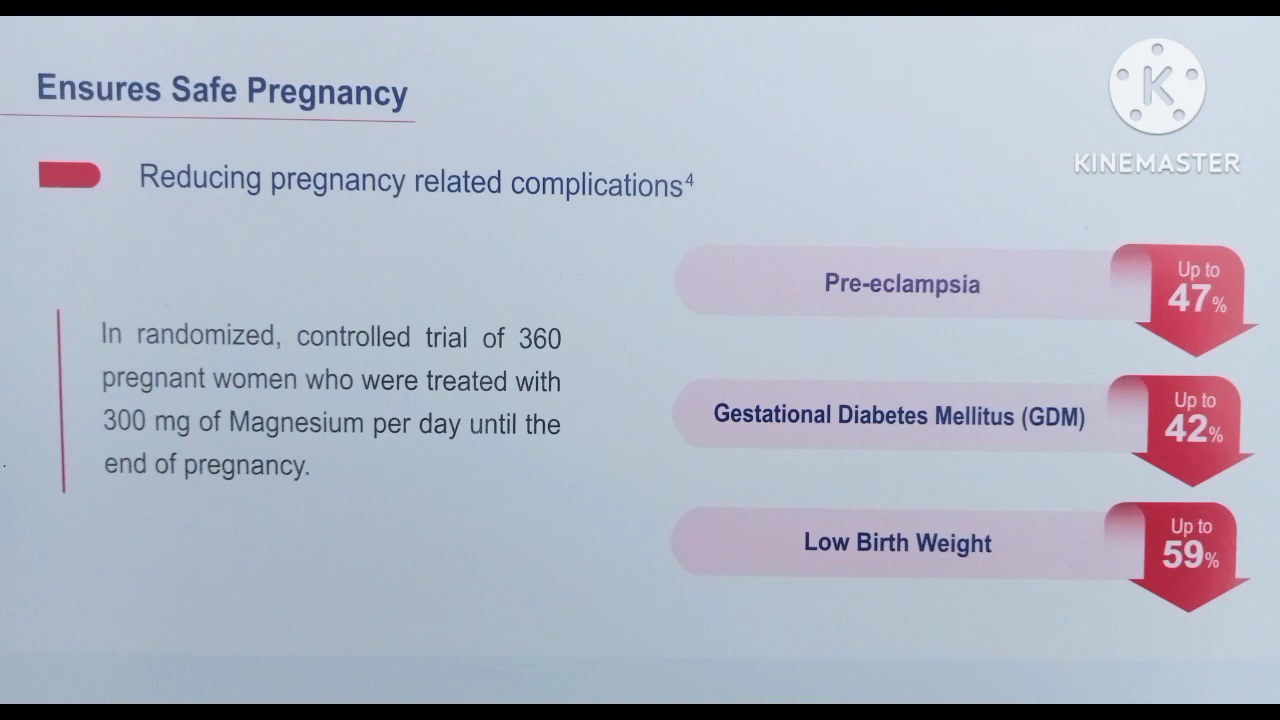 Ensures Safe Pregnancy
K
KINEMASTER
Reducing pregnancy related complications⁴
In randomized, controlled trial of 360
pregnant women who were treated with
300 mg of Magnesium per day until the
end of pregnancy.
Pre-eclampsia
Up to
47%
Gestational Diabetes Mellitus (GDM)
Up to
42%
Low Birth Weight
Up to
59%